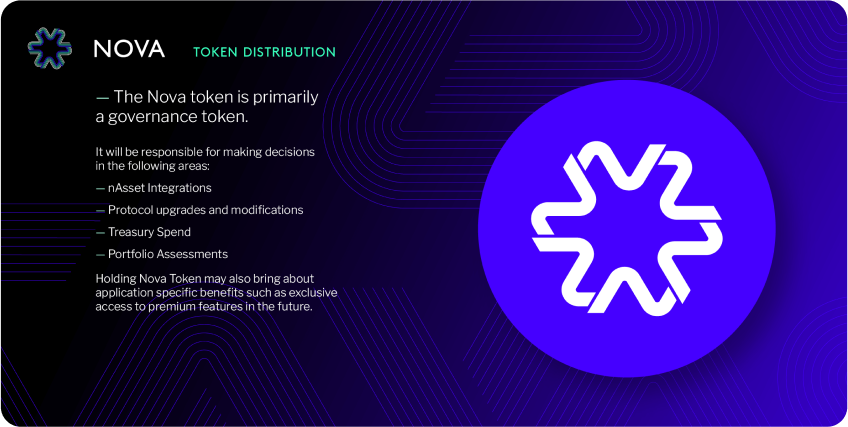 NOVA TOKEN DISTRIBUTION
— The Nova token is primarily
a governance token.
It will be responsible for making decisions
in the following areas:
— nAsset Integrations
— Protocol upgrades and modifications
— Treasury Spend
— Portfolio Assessments
Holding Nova Token may also bring about
application specific benefits such as exclusive
access to premium features in the future.